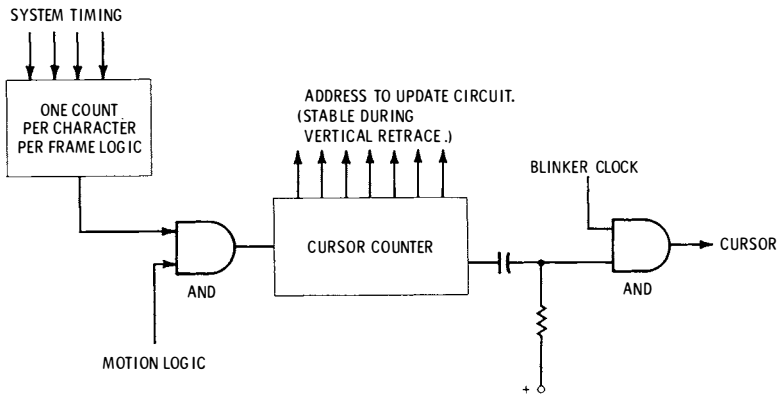 SYSTEM TIMING
ONE COUNT
PER CHARACTER
PER FRAME LOGIC
ADDRESS TO UPDATE CIRCUIT.
(STABLE DURING
VERTICAL RETRACE.)
BLINKER CLOCK
CURSOR COUNTER
CURSOR
AND
AND
MOTION LOGIC
+